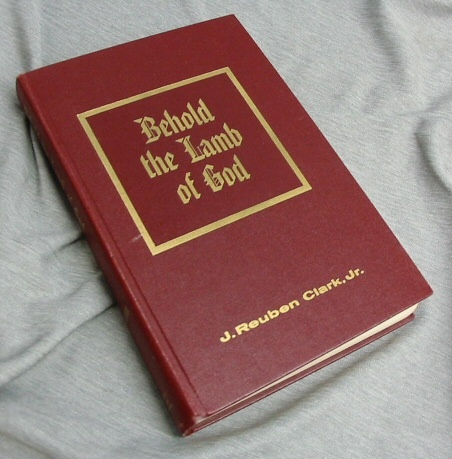 Behold
the Lamb
of God
J. Reuben Clark, Jr.